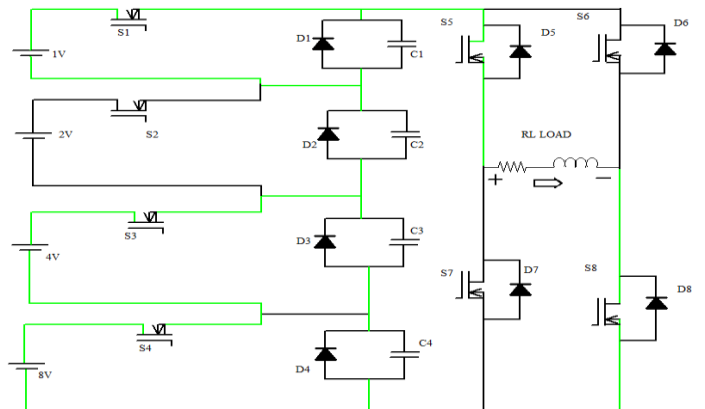 S1
1V
D1
C1
S5
D5
S6
D6
S2
2V
D2
C2
RL LOAD
+
−
S3
4V
D3
C3
S7
D7
S8
D8
S4
8V
D4
C4